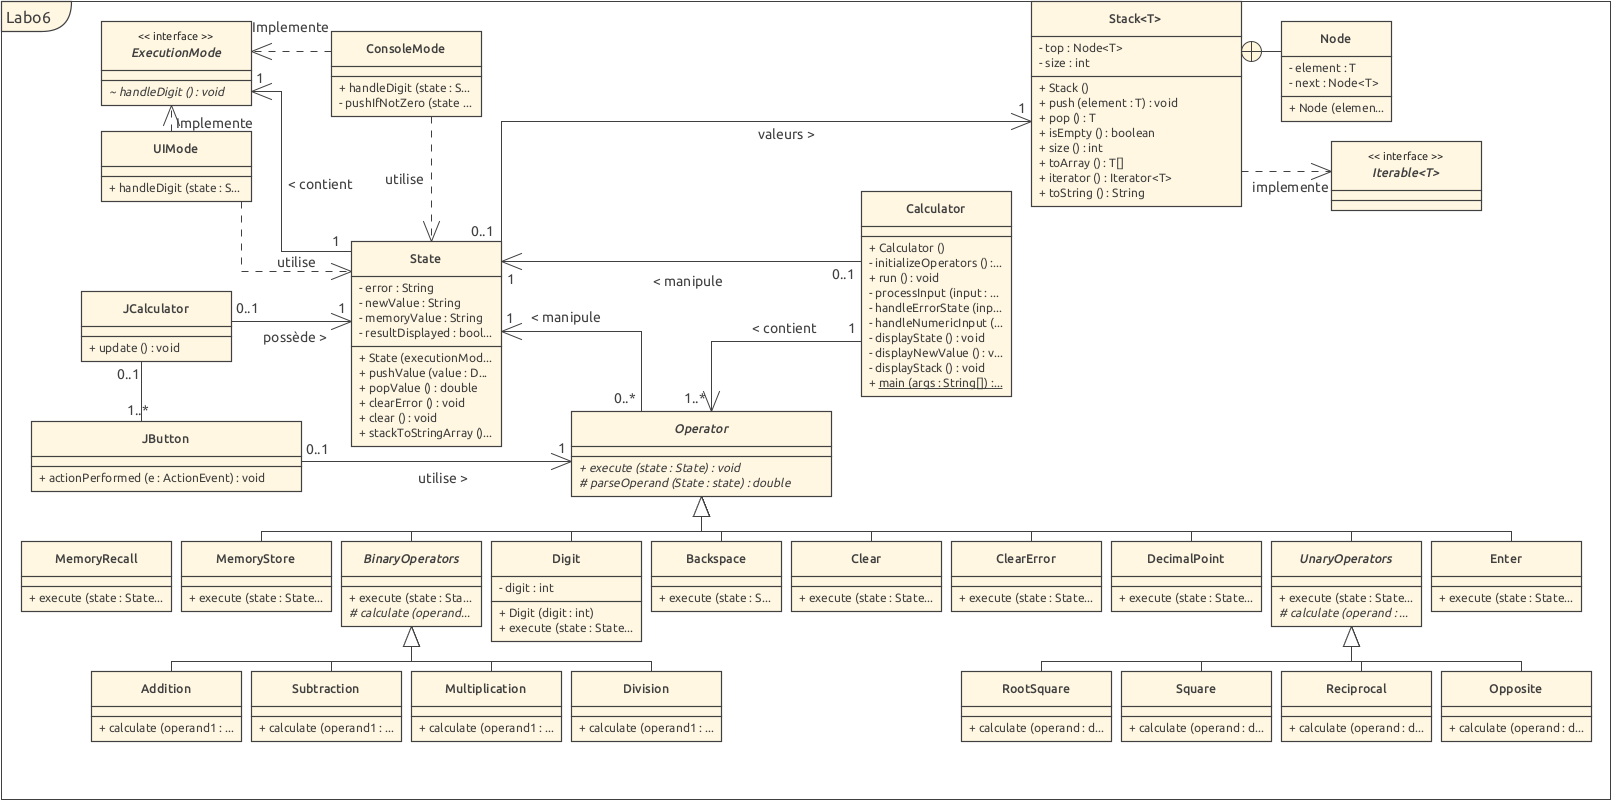 Labo6
<< interface >>
ExecutionMode
~ handleDigit () : void
Implemente
ConsoleMode
+ handleDigit (state : S...
- pushIfNotZero (state ...
1
Implemente
UIMode
+ handleDigit (state : S...
< contient
utilise
utilise
1
0..1
valeurs >
1
Stack<T>
- top : Node<T>
- size : int
+ Stack ()
+ push (element : T) : void
+ pop () : T
+ isEmpty () : boolean
+ size () : int
+ toArray () : T[]
+ iterator () : Iterator<T>
+ toString () : String
Node
- element : T
- next : Node<T>
+ Node (elemen...
<< interface >>
Iterable<T>
implemente
Calculator
+ Calculator ()
- initializeOperators () :...
+ run () : void
- processInput (input : ...
- handleErrorState (inp...
- handleNumericInput (...
- displayState () : void
- displayNewValue () : v...
- displayStack () : void
+ main (args : String[]) :...
State
- error : String
- newValue : String
- memoryValue : String
- resultDisplayed : bool...
+ State (executionMod...
+ pushValue (value : D...
+ popValue () : double
+ clearError () : void
+ clear () : void
+ stackToStringArray ()...
1
< manipule
0..1
1
< manipule
0..*
< contient
1
1..*
JCalculator
+ update () : void
0..1
1
possède >
0..1
1..*
JButton
+ actionPerformed (e : ActionEvent) : void
0..1
1
utilise >
Operator
+ execute (state : State) : void
# parseOperand (State : state) : double
MemoryRecall
+ execute (state : State...
MemoryStore
+ execute (state : State...
BinaryOperators
+ execute (state : Sta...
# calculate (operand...
Digit
- digit : int
+ Digit (digit : int)
+ execute (state : State...
Backspace
+ execute (state : S...
Clear
+ execute (state : State...
ClearError
+ execute (state : State...
DecimalPoint
+ execute (state : State...
UnaryOperators
+ execute (state : State...
# calculate (operand : ...
Enter
+ execute (state : State...
Addition
+ calculate (operand1 : ...
Subtraction
+ calculate (operand1 : ...
Multiplication
+ calculate (operand1 : ...
Division
+ calculate (operand1 : ...
RootSquare
+ calculate (operand : d...
Square
+ calculate (operand : d...
Reciprocal
+ calculate (operand : d...
Opposite
+ calculate (operand : d...